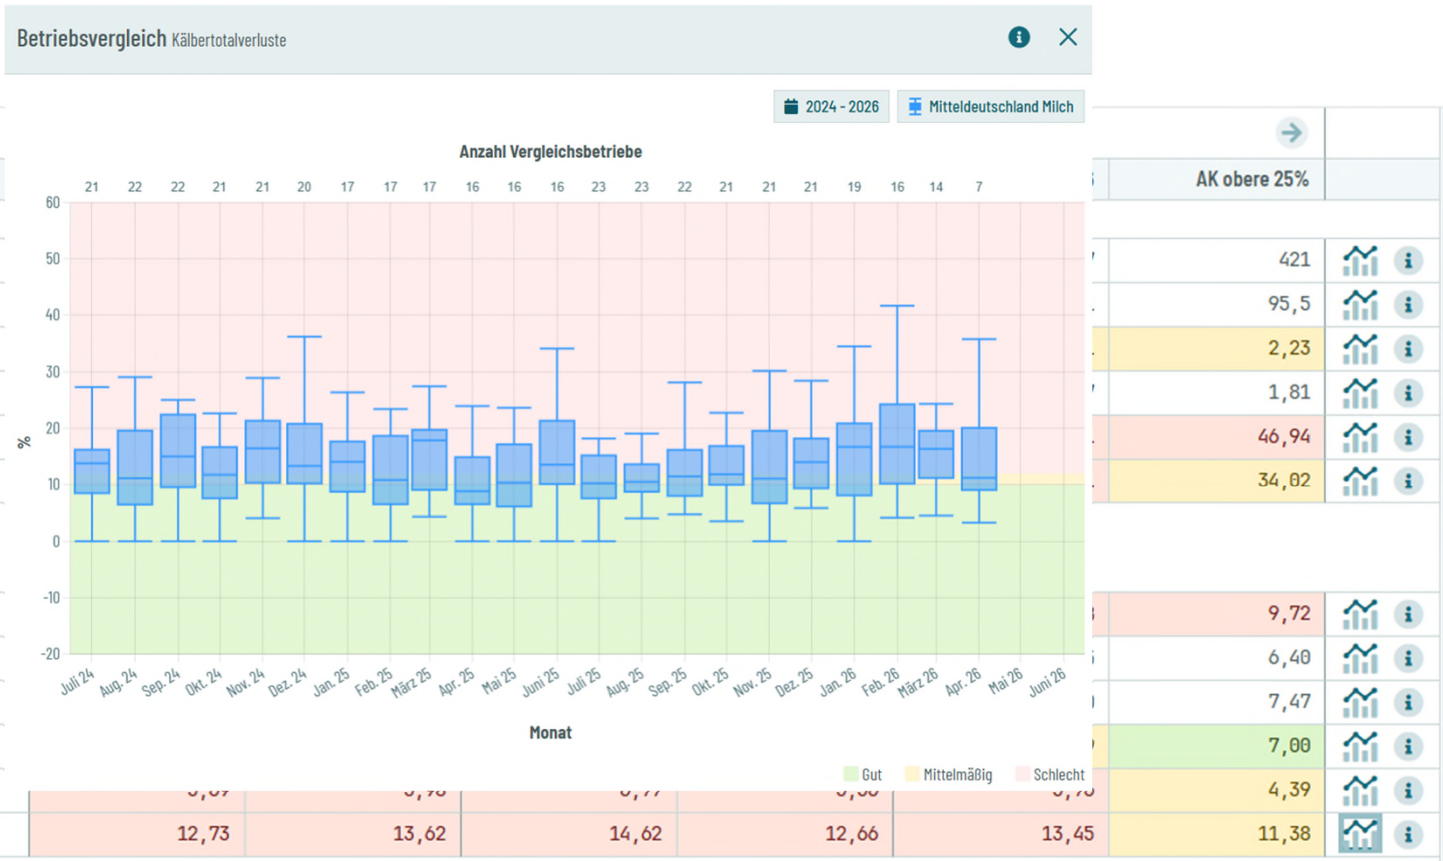 Betriebsvergleich Kälbertotalverluste
2024 - 2026 Mitteldeutschland Milch
Anzahl Vergleichsbetriebe
21 22 22 21 21 20 17 17 17 16 16 16 23 23 22 21 21 21 19 16 14 7
60
50
40
30
20
10
0
-10
-20
%
Juli 24 Aug. 24 Sep. 24 Okt. 24 Nov. 24 Dez. 24 Jan. 25 Feb. 25 März 25 Apr. 25 Mai 25 Juni 25 Juli 25 Aug. 25 Sep. 25 Okt. 25 Nov. 25 Dez. 25 Jan. 26 Feb. 26 März 26 Apr. 26 Mai 26 Juni 26
Monat
Gut Mittelmäßig Schlecht
AK obere 25%
421
95,5
2,23
1,81
46,94
34,02
9,72
6,40
7,47
7,00
4,39
12,73 13,62 14,62 12,66 13,45 11,38